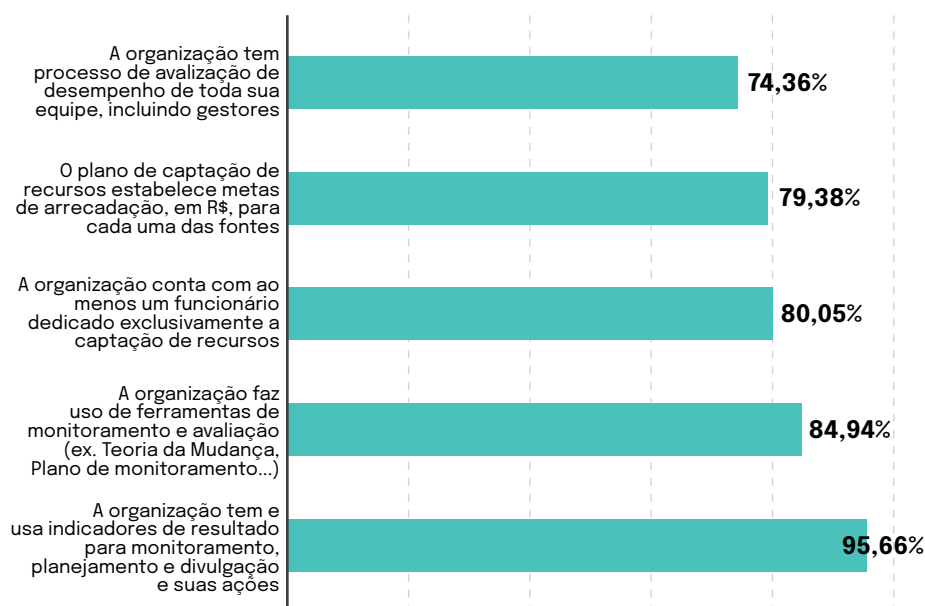 A organização tem
processo de avalização de
desempenho de toda sua
equipe, incluindo gestores
74,36%
O plano de captação de
recursos estabelece metas
de arrecadação, em R$, para
cada uma das fontes
79,38%
A organização conta com ao
menos um funcionário
dedicado exclusivamente a
captação de recursos
80,05%
A organização faz
uso de ferramentas de
monitoramento e avaliação
(ex. Teoria da Mudança,
Plano de monitoramento...)
84,94%
A organização tem e
usa indicadores de resultado
para monitoramento,
planejamento e divulgação
e suas ações
95,66%